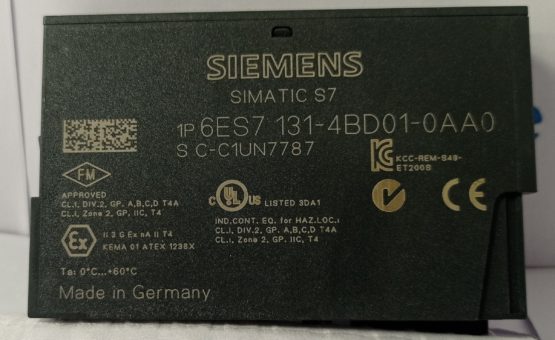 SIEMENS
SIMATIC S7
1P 6ES7 131-4BD01-0AA0
S C-C1UN7787
FM
APPROVED
CL.I, DIV.2, GP. A,B,C,D T4A
CL.I, Zone 2, GP. IIC, T4
C UL US LISTED 3DA1
IND.CONT. EQ. for HAZ.LOC.:
CL.I, DIV.2, GP. A,B,C,D T4A
CL.I, Zone 2, GP. IIC, T4
KCC-REM-S49-
ET200S
CE
Ex II 3 G Ex nA II T4
KEMA 01 ATEX 1238X
Ta: 0°C...+60°C
Made in Germany